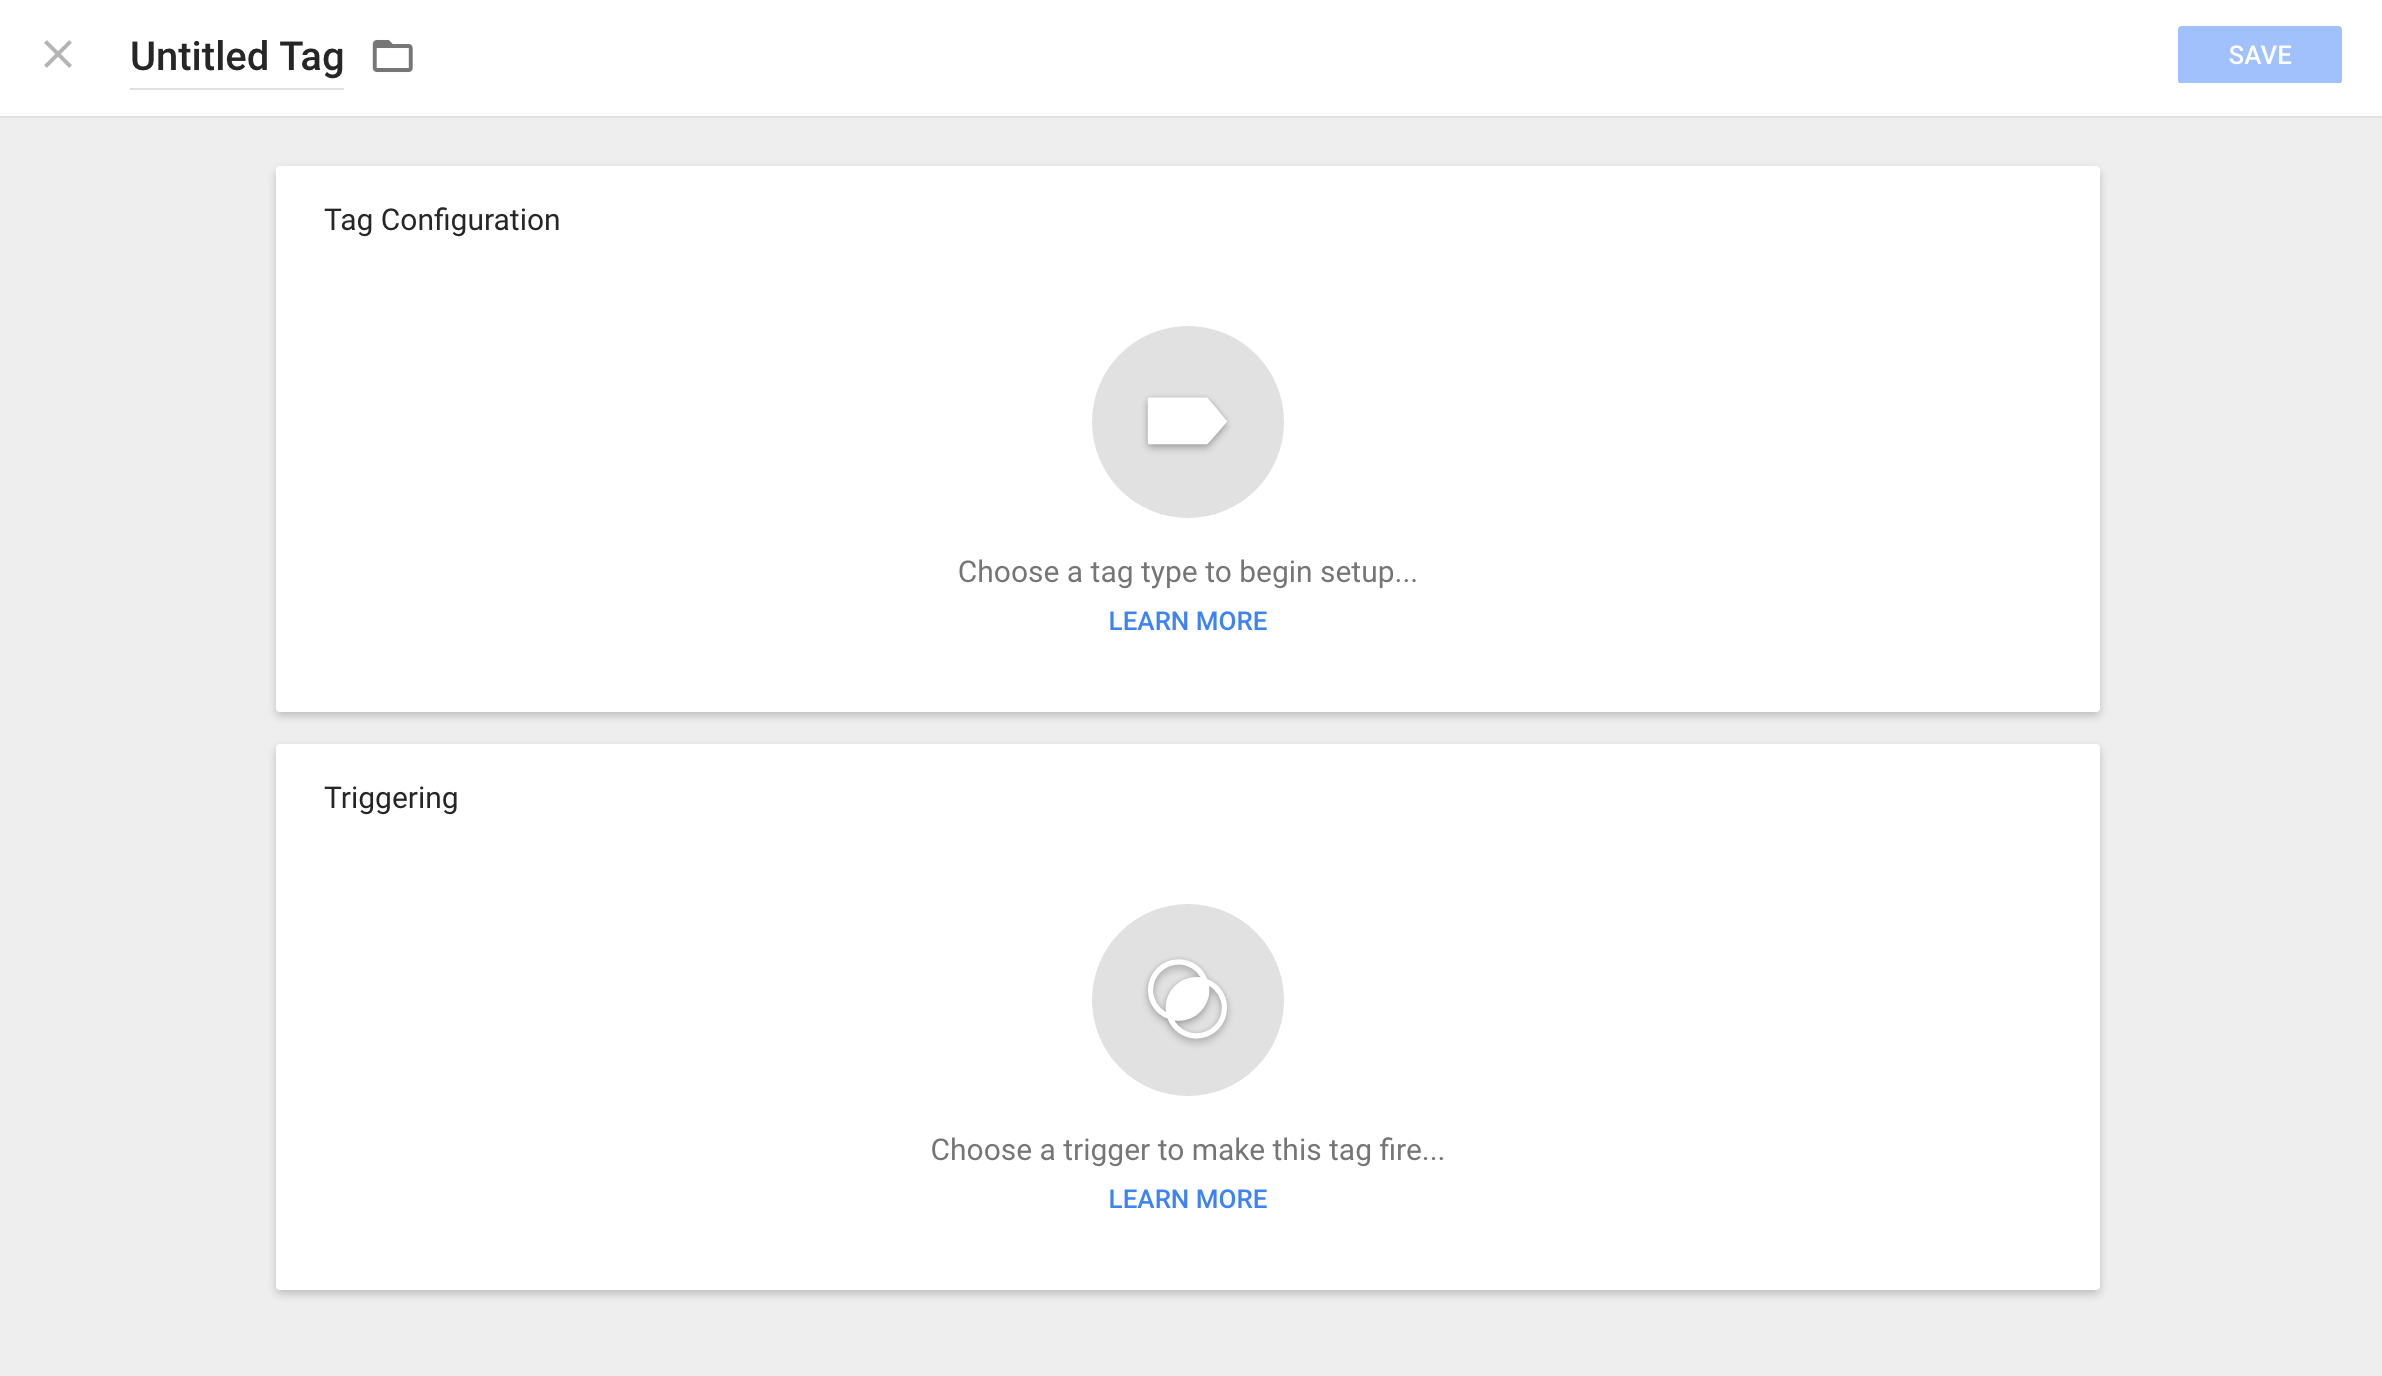 Untitled Tag
SAVE
Tag Configuration
Choose a tag type to begin setup...
LEARN MORE
Triggering
Choose a trigger to make this tag fire...
LEARN MORE